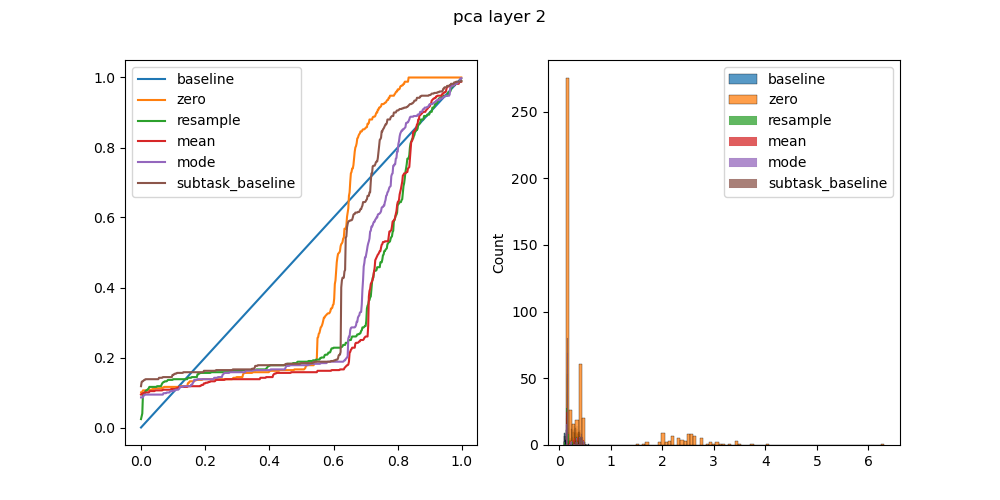 pca layer 2
baseline
zero
resample
mean
mode
subtask_baseline
1.0
0.8
0.6
0.4
0.2
0.0
0.0 0.2 0.4 0.6 0.8 1.0
baseline
zero
resample
mean
mode
subtask_baseline
Count
250
200
150
100
50
0
0 1 2 3 4 5 6